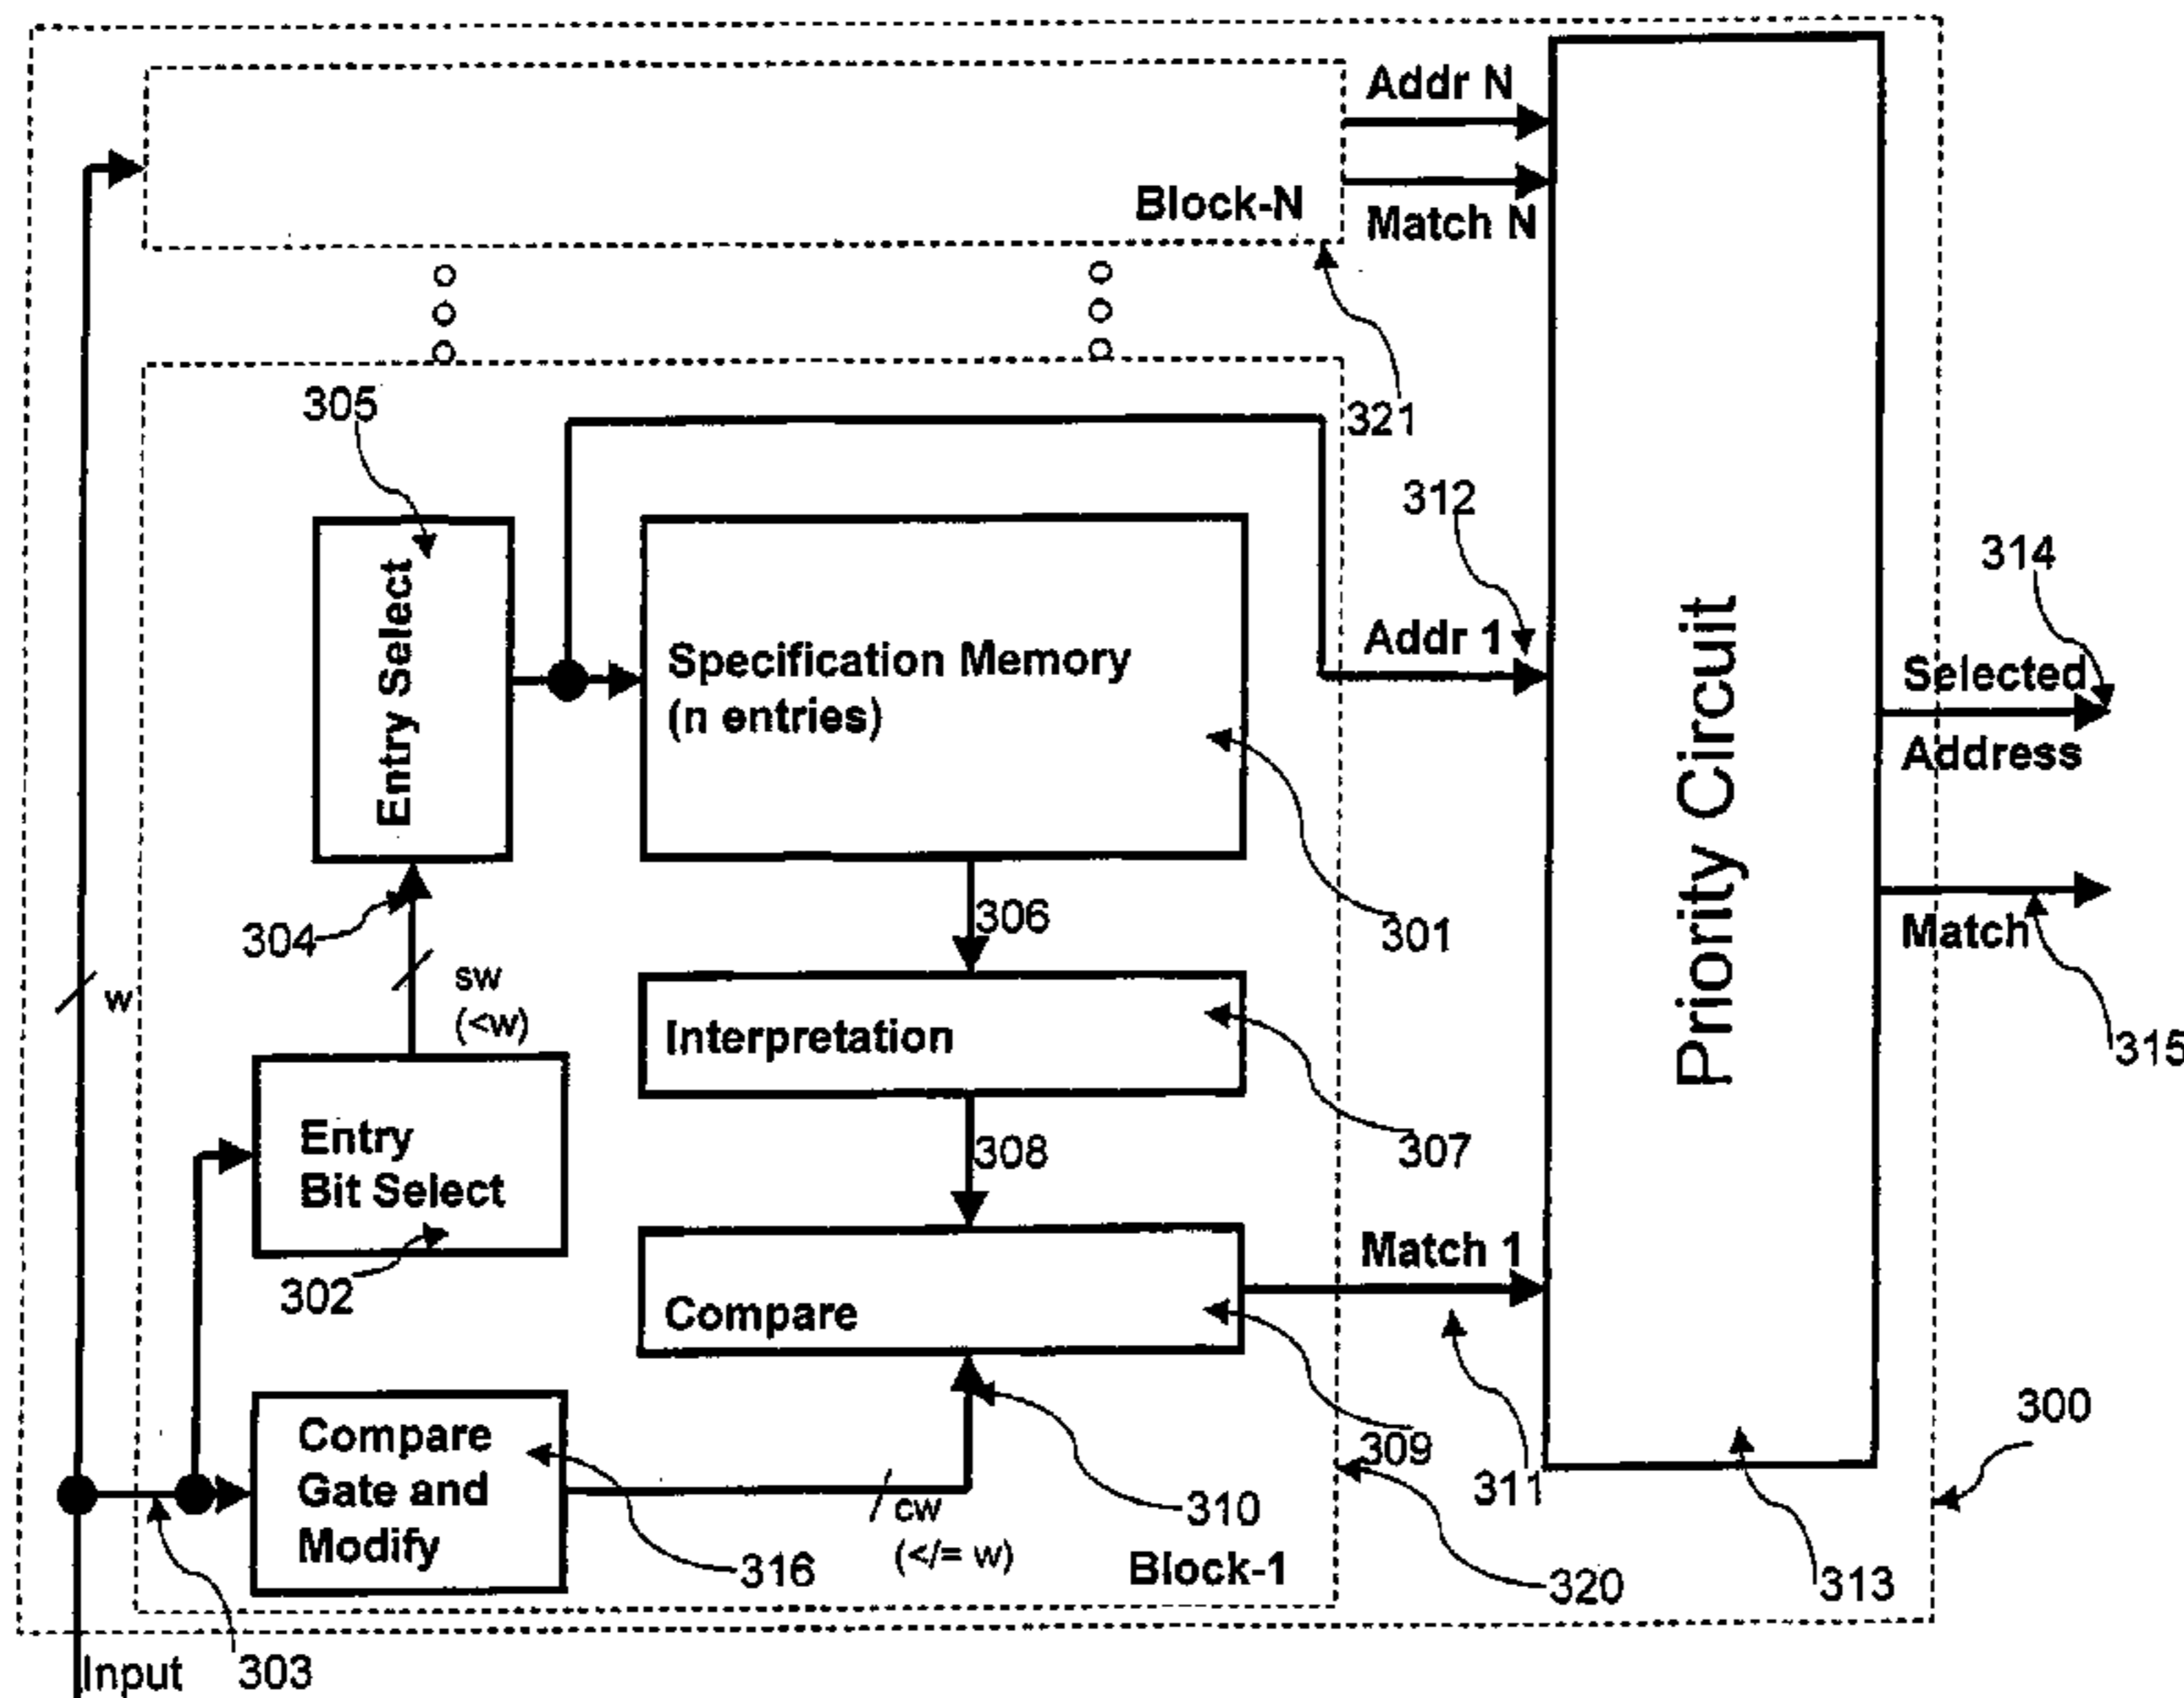 Addr N
Block-N
Match N
305
321
312
314
Entry Select
Specification Memory
(n entries)
Addr 1
Priority Circuit
Selected
Address
304
306
301
Match
w
sw
(<w)
Interpretation
315
Entry
Bit Select
308
307
302
Match 1
Compare
300
Compare
Gate and
Modify
309
311
cw
(</= w)
310
316
Block-1
320
313
Input
303